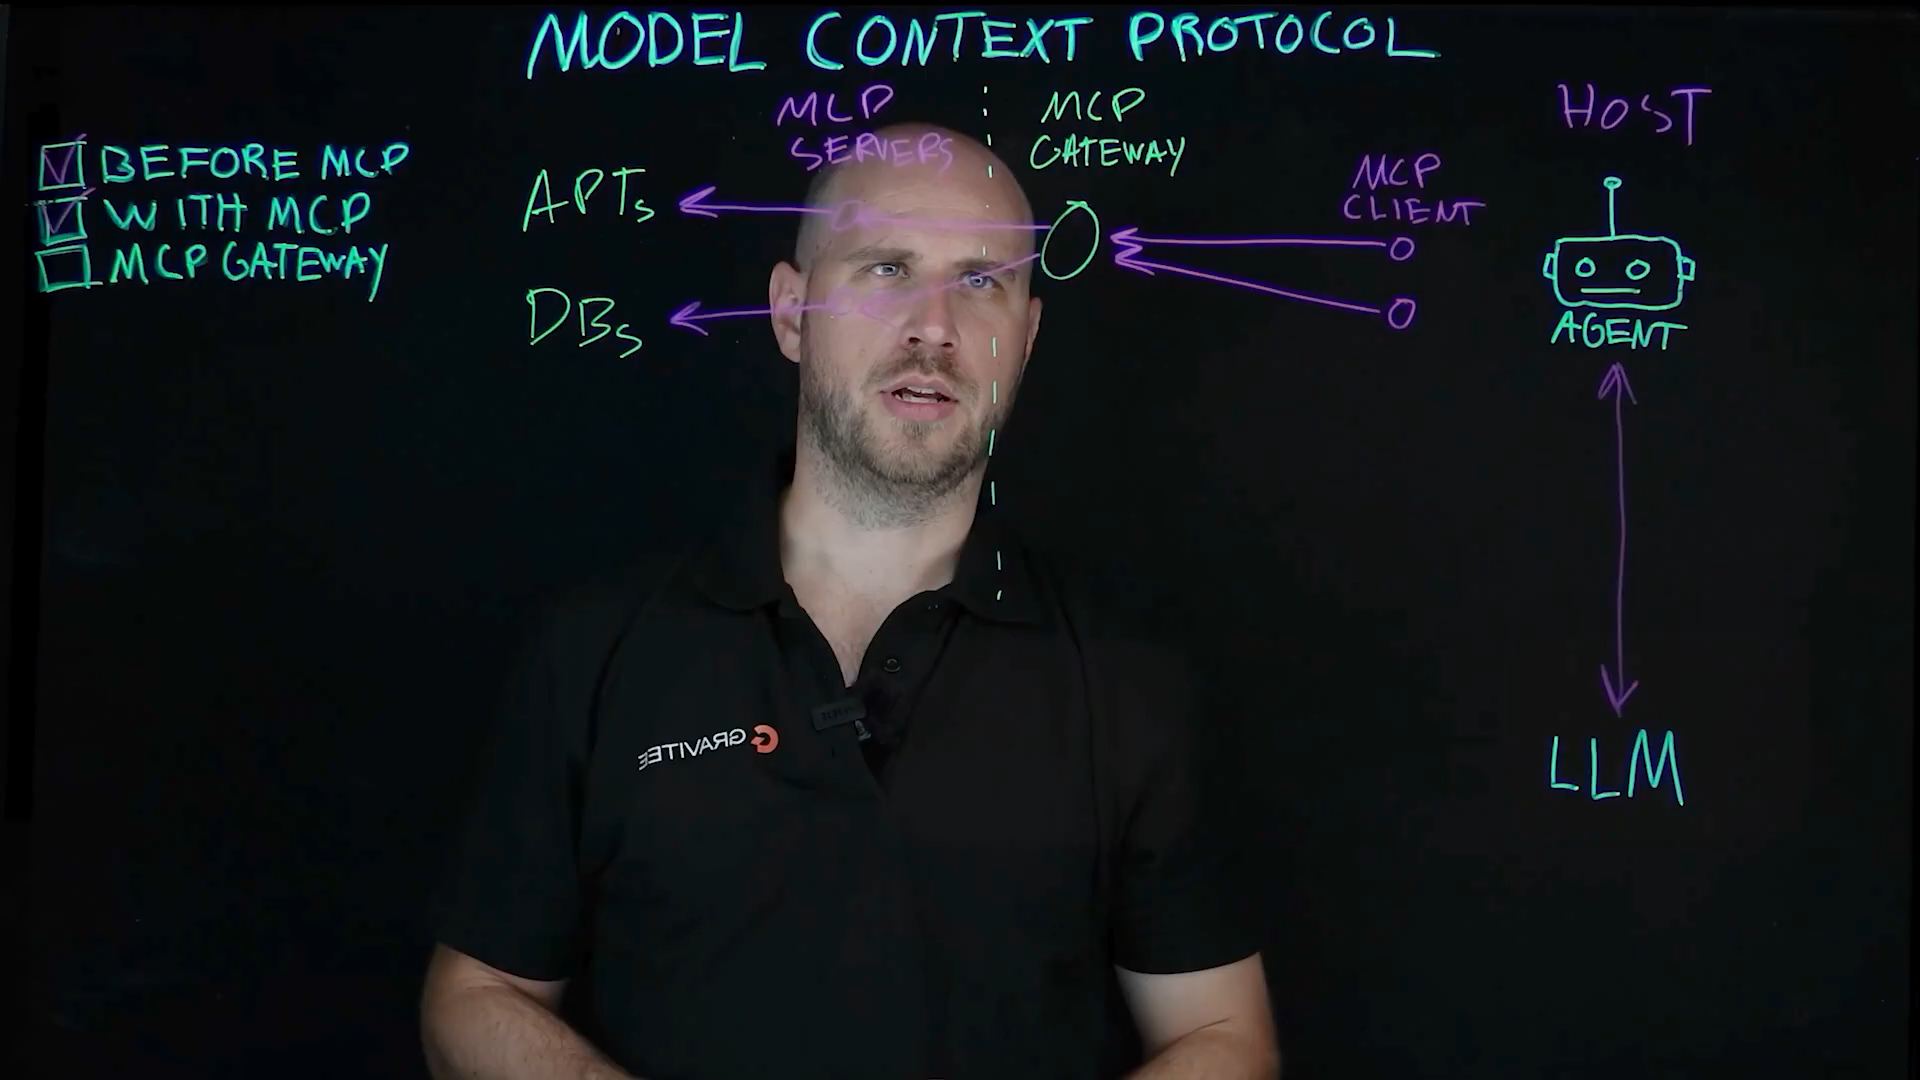 MODEL CONTEXT PROTOCOL
BEFORE MCP
WITH MCP
MCP GATEWAY
MCP
SERVERS
MCP
GATEWAY
HOST
MCP
CLIENT
APIs
DBs
AGENT
LLM
GRAVITEE